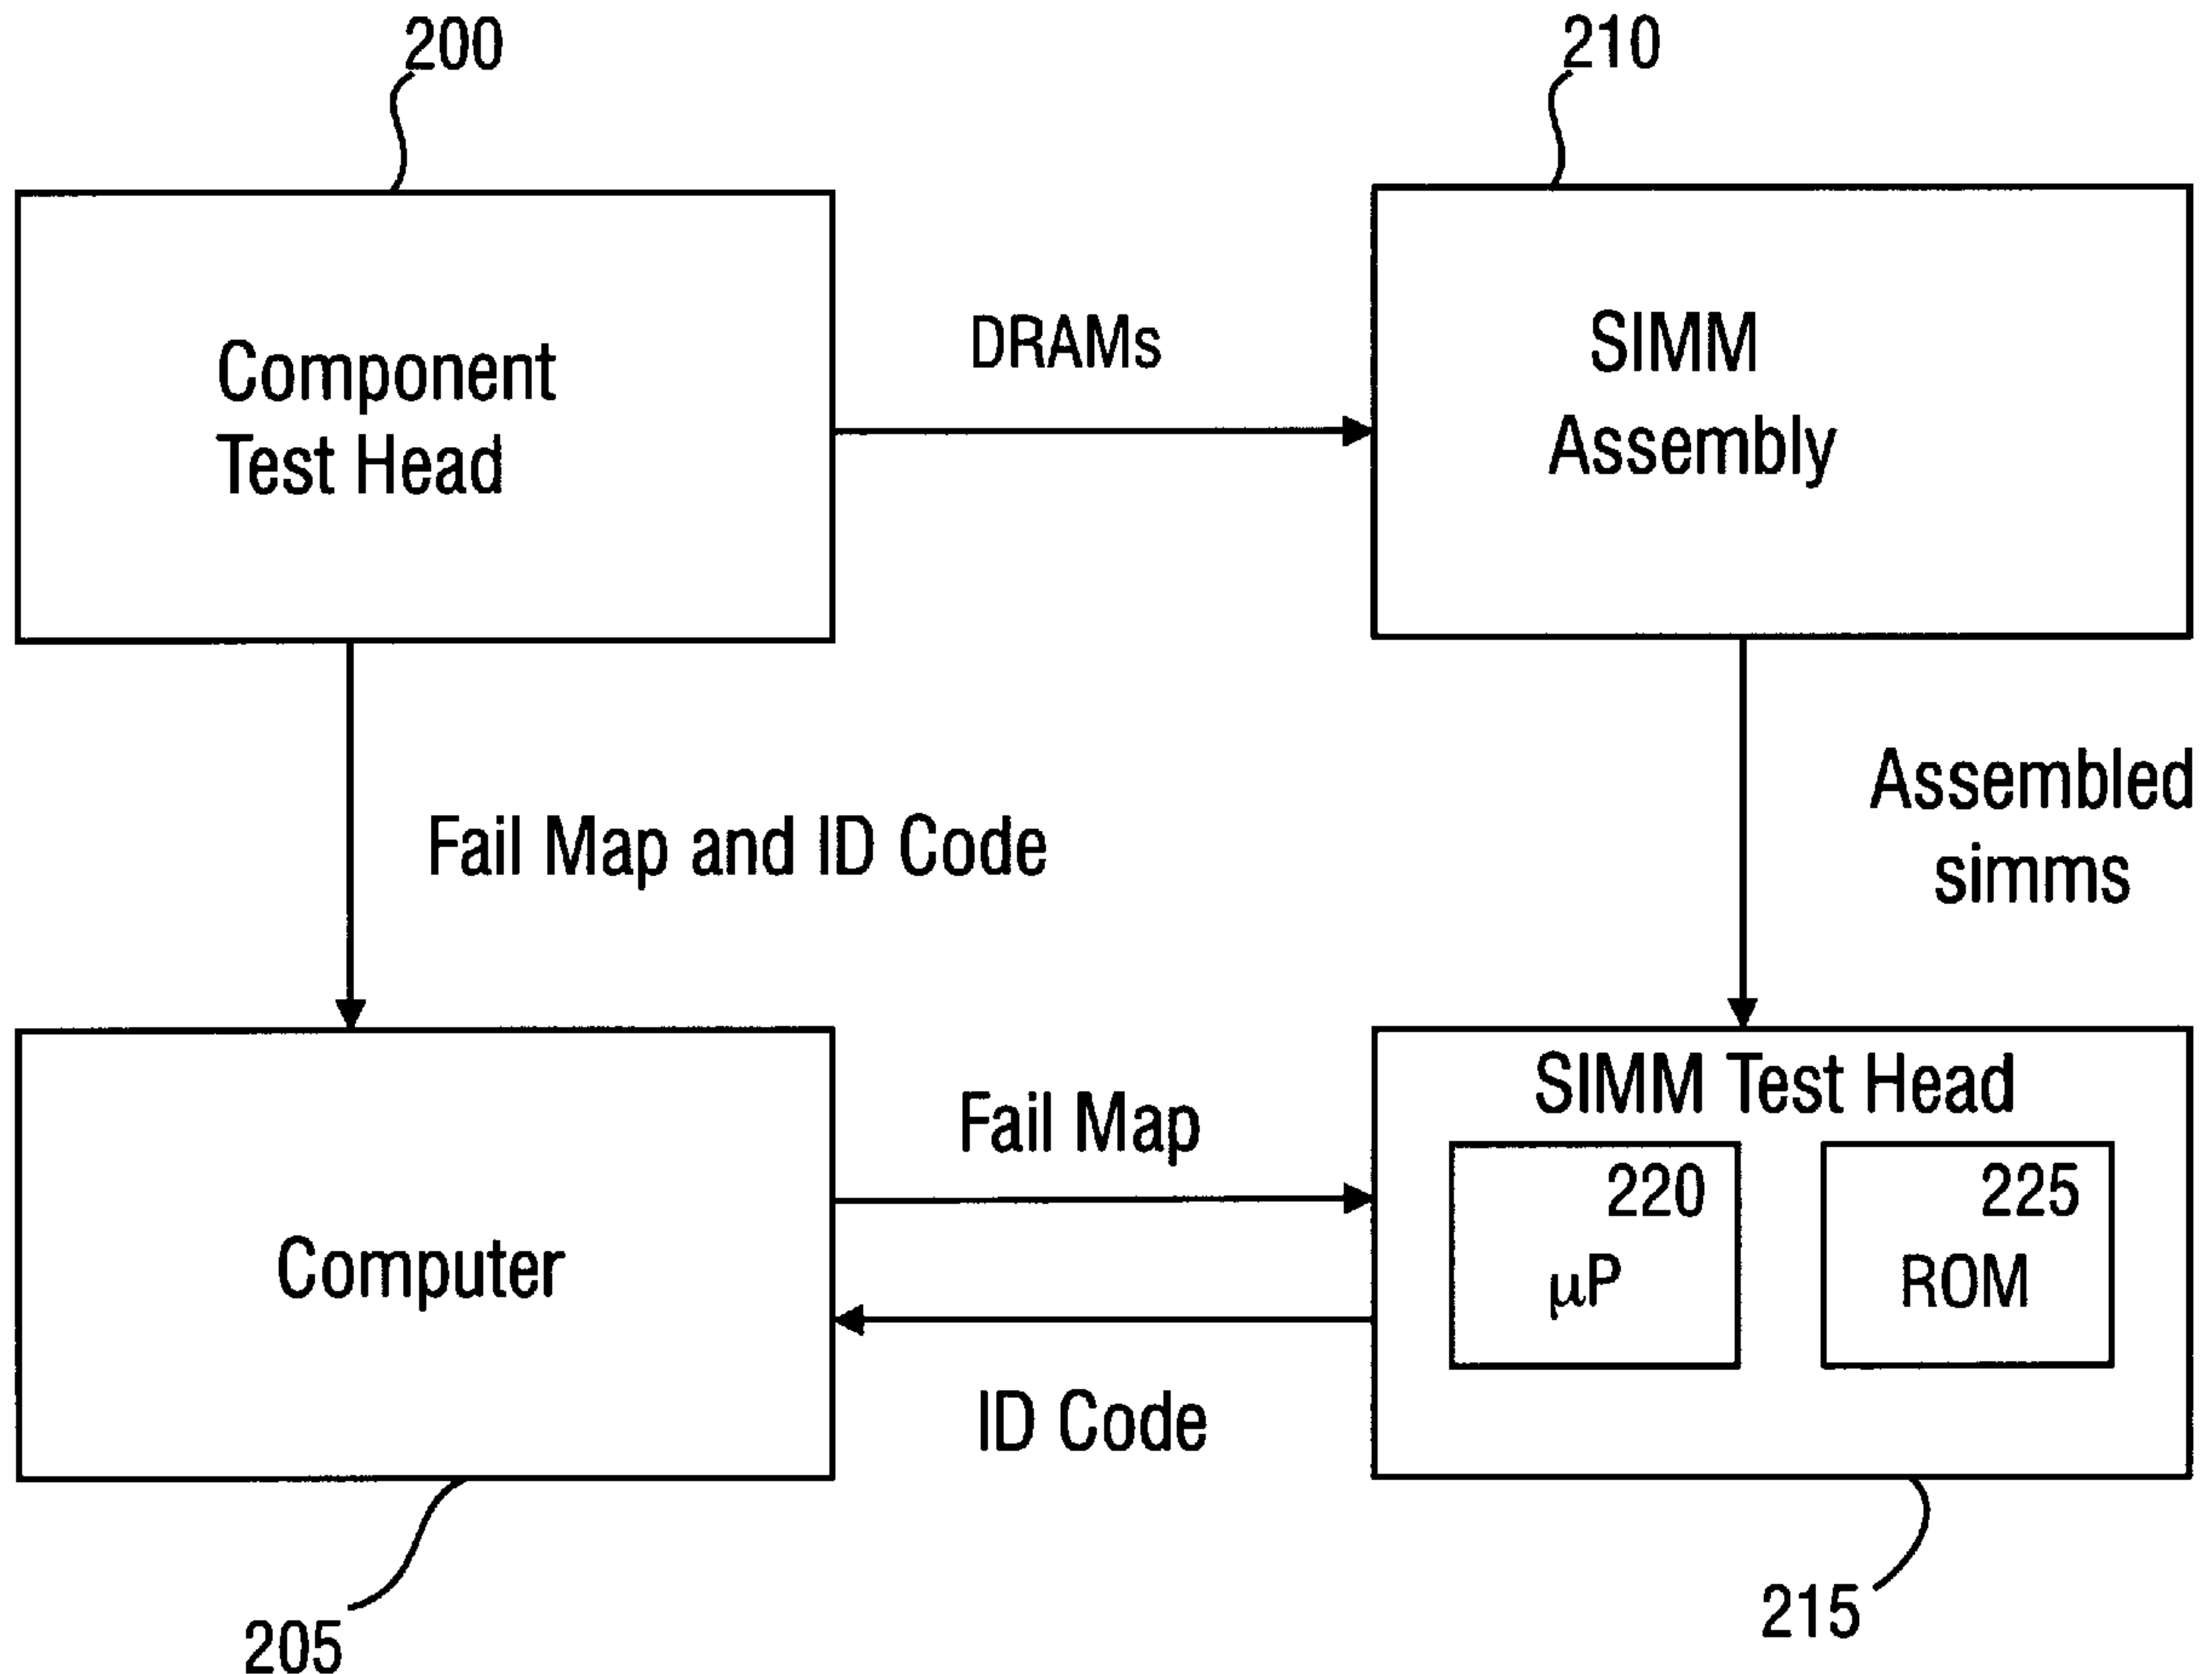 200
210
Component
Test Head
DRAMs
SIMM
Assembly
Fail Map and ID Code
Assembled
simms
Computer
Fail Map
ID Code
SIMM Test Head
220
µP
225
ROM
205
215